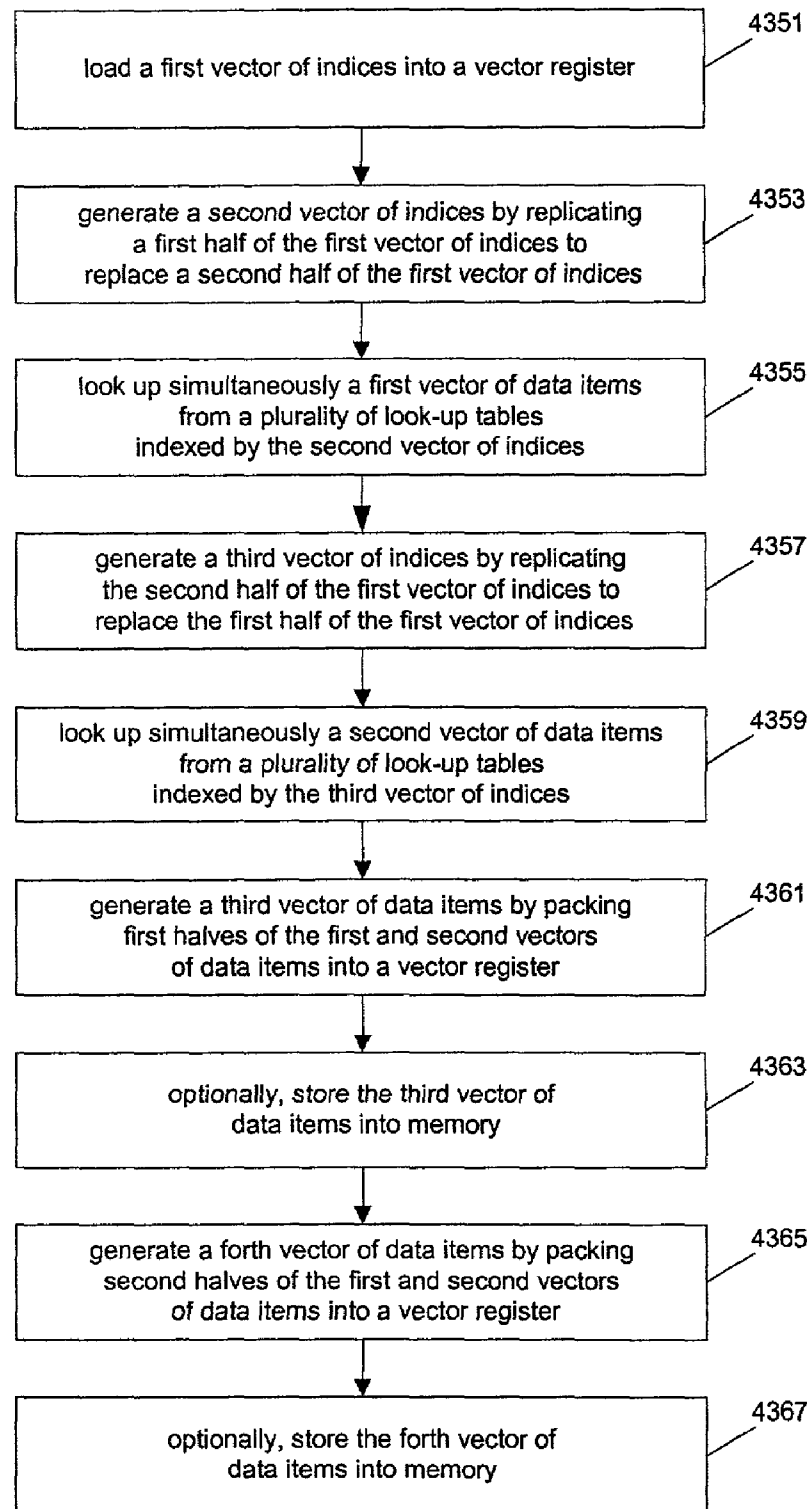 4351
load a first vector of indices into a vector register
4353
generate a second vector of indices by replicating
a first half of the first vector of indices to
replace a second half of the first vector of indices
4355
look up simultaneously a first vector of data items
from a plurality of look-up tables
indexed by the second vector of indices
4357
generate a third vector of indices by replicating
the second half of the first vector of indices to
replace the first half of the first vector of indices
4359
look up simultaneously a second vector of data items
from a plurality of look-up tables
indexed by the third vector of indices
4361
generate a third vector of data items by packing
first halves of the first and second vectors
of data items into a vector register
4363
optionally, store the third vector of
data items into memory
4365
generate a forth vector of data items by packing
second halves of the first and second vectors
of data items into a vector register
4367
optionally, store the forth vector of
data items into memory